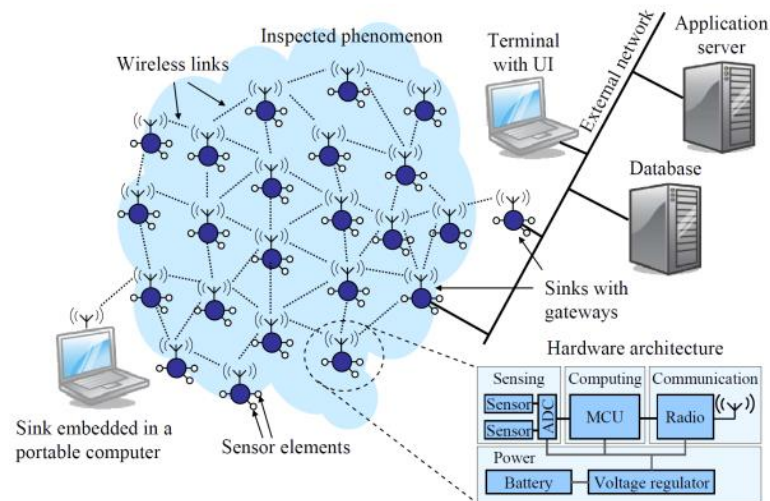 Inspected phenomenon
Wireless links
Terminal
with UI
External network
Application
server
Database
Sinks with
gateways
Sink embedded in a
portable computer
Sensor elements
Hardware architecture
Sensing
Computing
Communication
Sensor
Sensor
ADC
MCU
Radio
Power
Battery
Voltage regulator